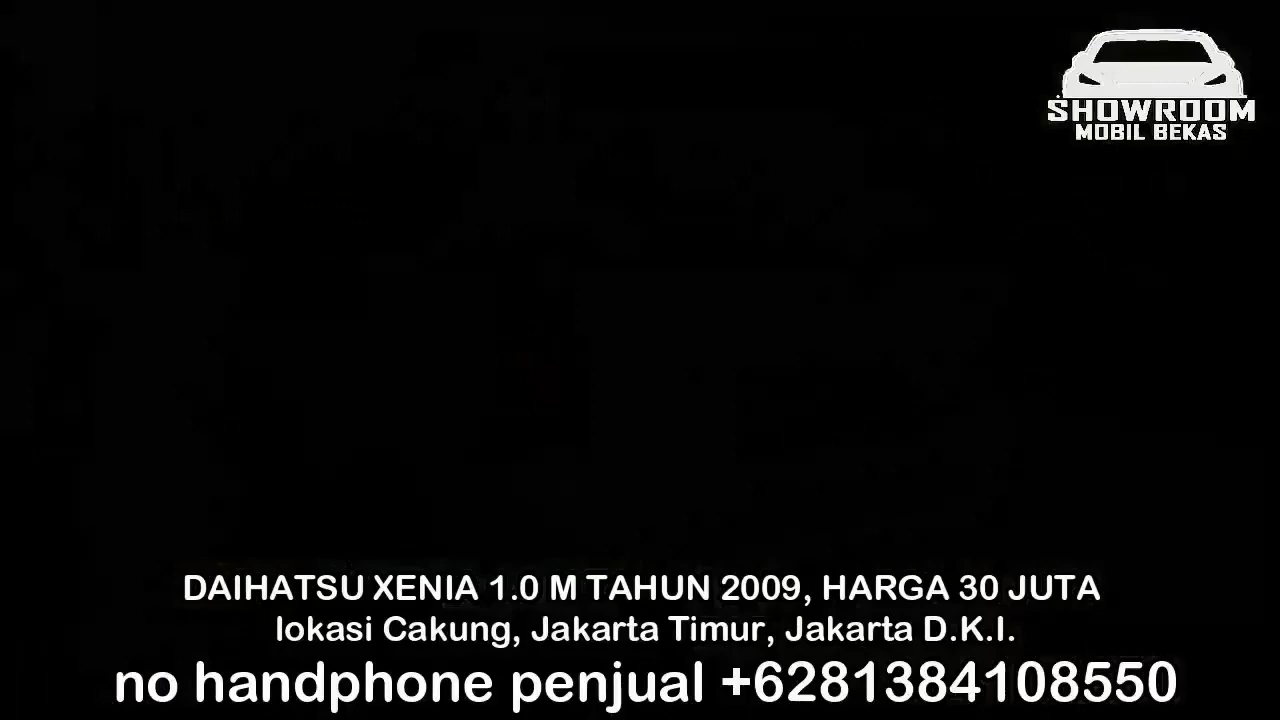 SHOWROOM
MOBIL BEKAS
DAIHATSU XENIA 1.0 M TAHUN 2009, HARGA 30 JUTA
lokasi Cakung, Jakarta Timur, Jakarta D.K.I.
no handphone penjual +6281384108550